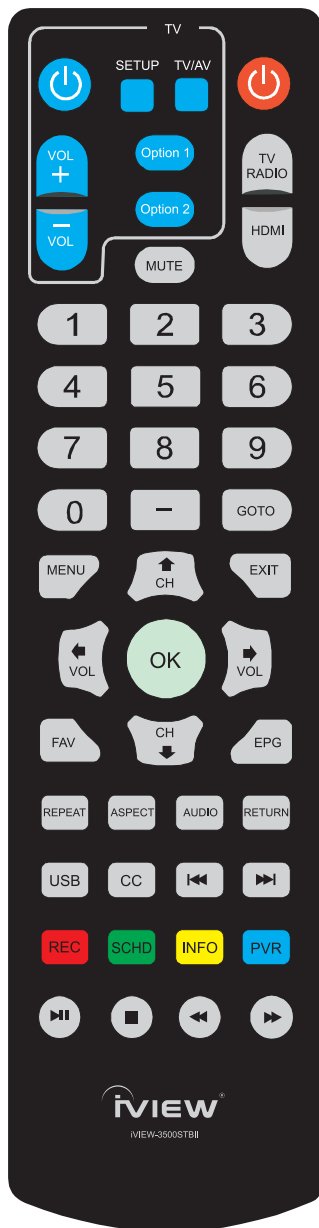 TV
SETUP TV/AV
VOL
+
Option 1
TV
RADIO
Option 2
−
VOL
HDMI
MUTE
1 2 3
4 5 6
7 8 9
0 − GOTO
MENU
CH
EXIT
VOL
OK
VOL
FAV
CH
EPG
REPEAT ASPECT AUDIO RETURN
USB CC
REC SCHD INFO PVR
iVIEW®
iVIEW-3500STBII